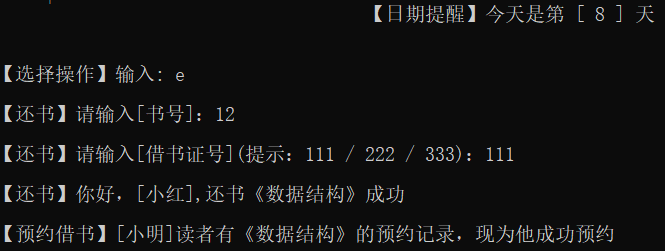 【日期提醒】今天是第 [ 8 ] 天
【选择操作】输入: e
【还书】请输入[书号]: 12
【还书】请输入[借书证号](提示: 111 / 222 / 333): 111
【还书】你好，[小红],还书《数据结构》成功
【预约借书】[小明]读者有《数据结构》的预约记录，现为他成功预约